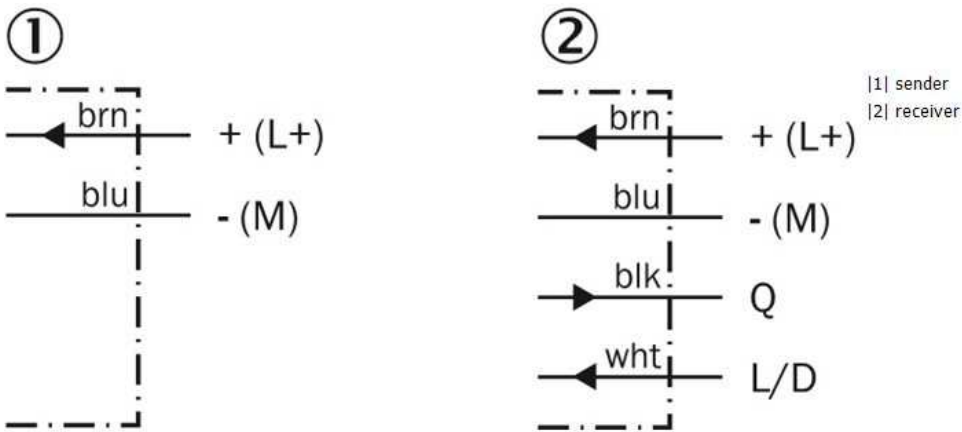 ①
brn
+ (L+)
blu
- (M)
②
brn
+ (L+)
blu
- (M)
blk
Q
wht
L/D
|1| sender
|2| receiver